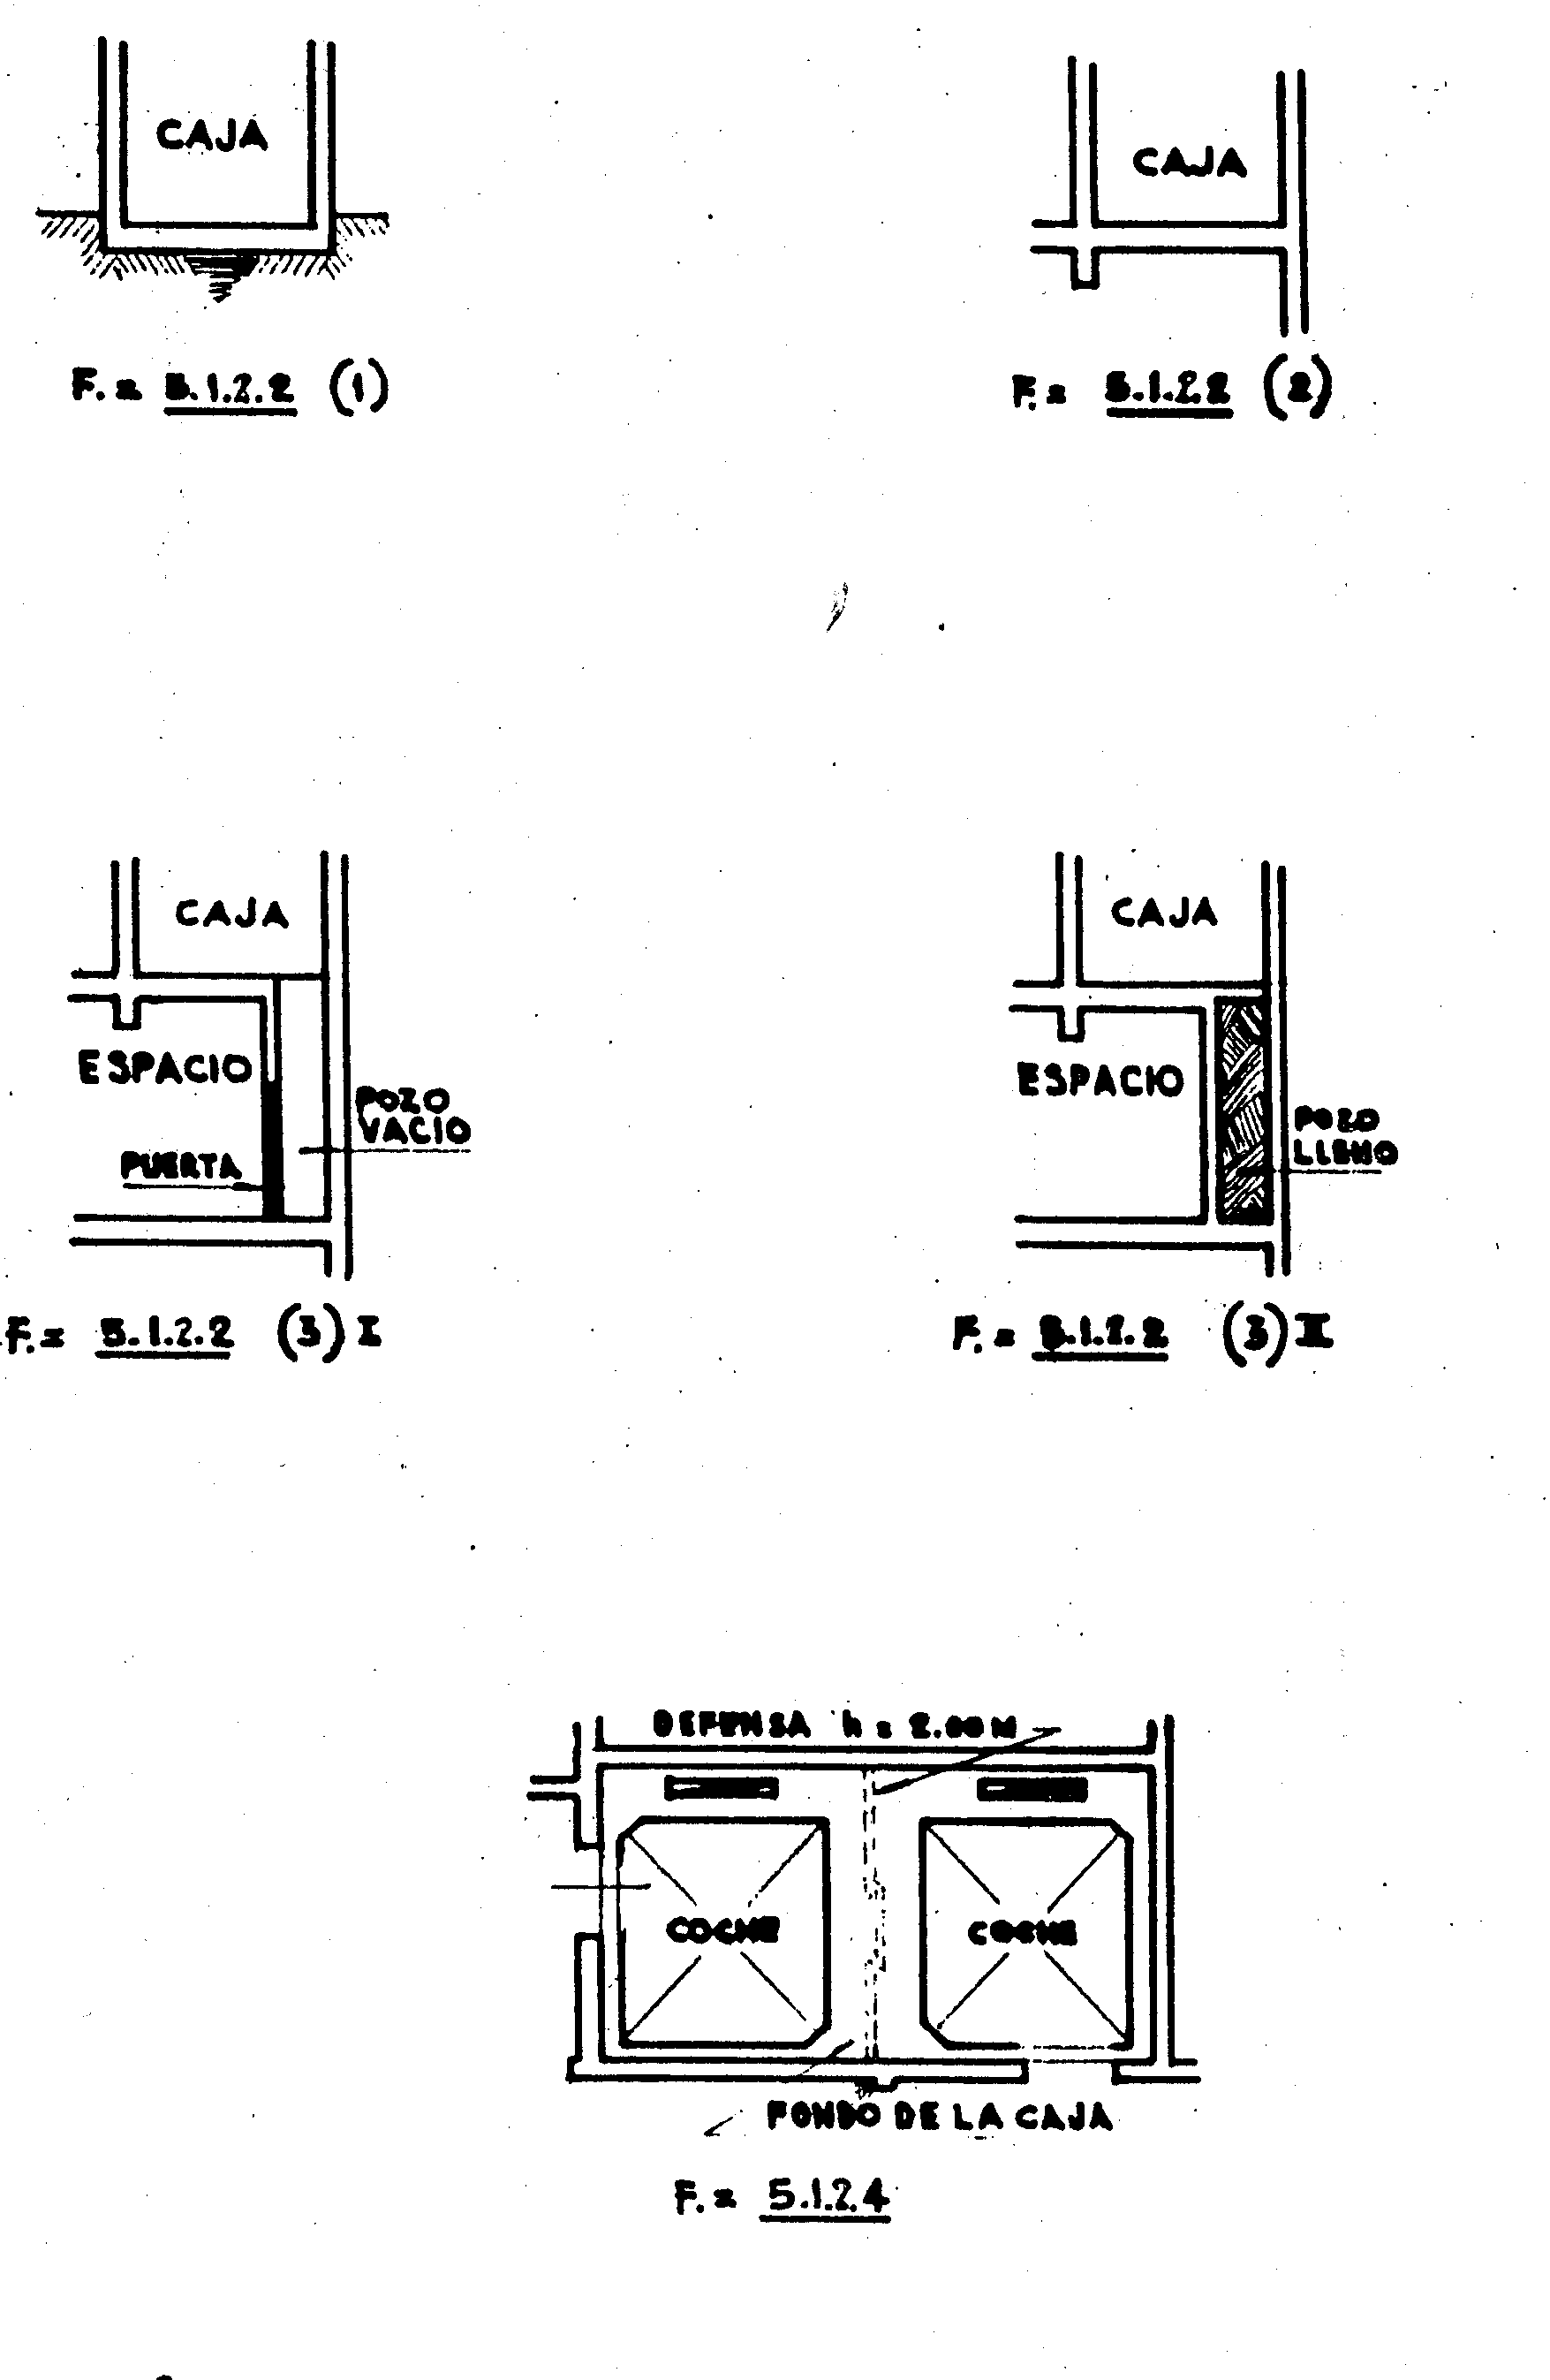 CAJA
CAJA
F. = 5.1.2.2 (1)
F. = 5.1.2.2 (2)
CAJA
CAJA
ESPACIO
ESPACIO
POZO
VACIO
PUERTA
POZO
LLENO
F. = 5.1.2.2 (3) I
F. = 5.1.2.2 (3) II
DEFENSA h = 2.00 M
COCHE
COCHE
FONDO DE LA CAJA
F. = 5.1.2.4